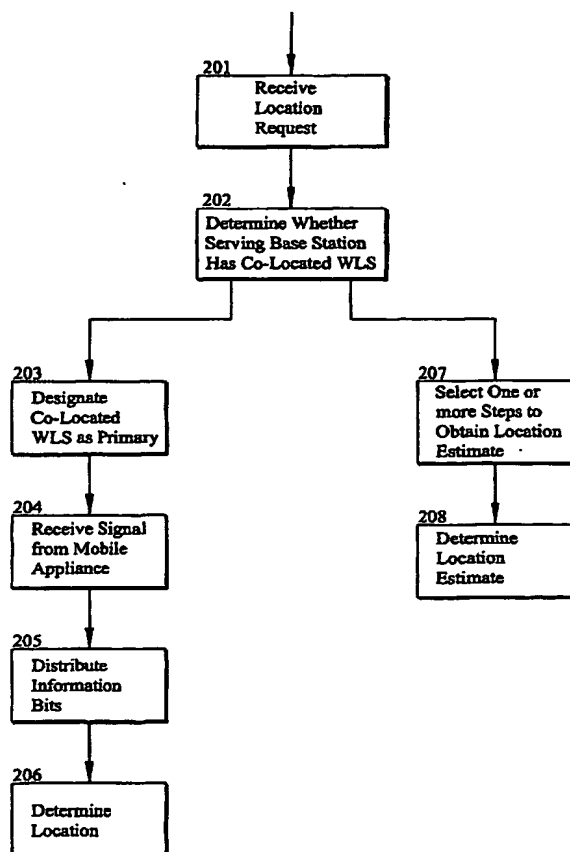 201
Receive
Location
Request
202
Determine Whether
Serving Base Station
Has Co-Located WLS
203
Designate
Co-Located
WLS as Primary
204
Receive Signal
from Mobile
Appliance
205
Distribute
Information
Bits
206
Determine
Location
207
Select One or
more Steps to
Obtain Location
Estimate
208
Determine
Location
Estimate